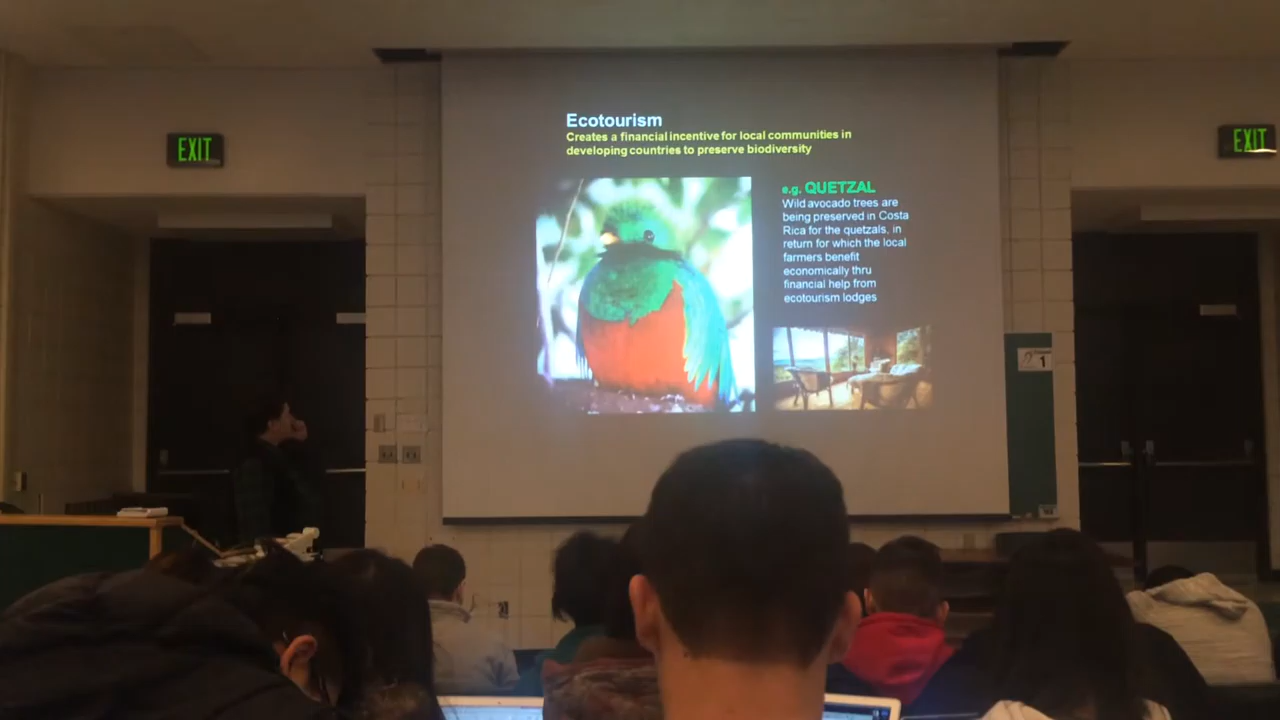 EXIT
EXIT
Ecotourism
Creates a financial incentive for local communities in
developing countries to preserve biodiversity
e.g. QUETZAL
Wild avocado trees are
being preserved in Costa
Rica for the quetzals, in
return for which the local
farmers benefit
economically thru
financial help from
ecotourism lodges
1